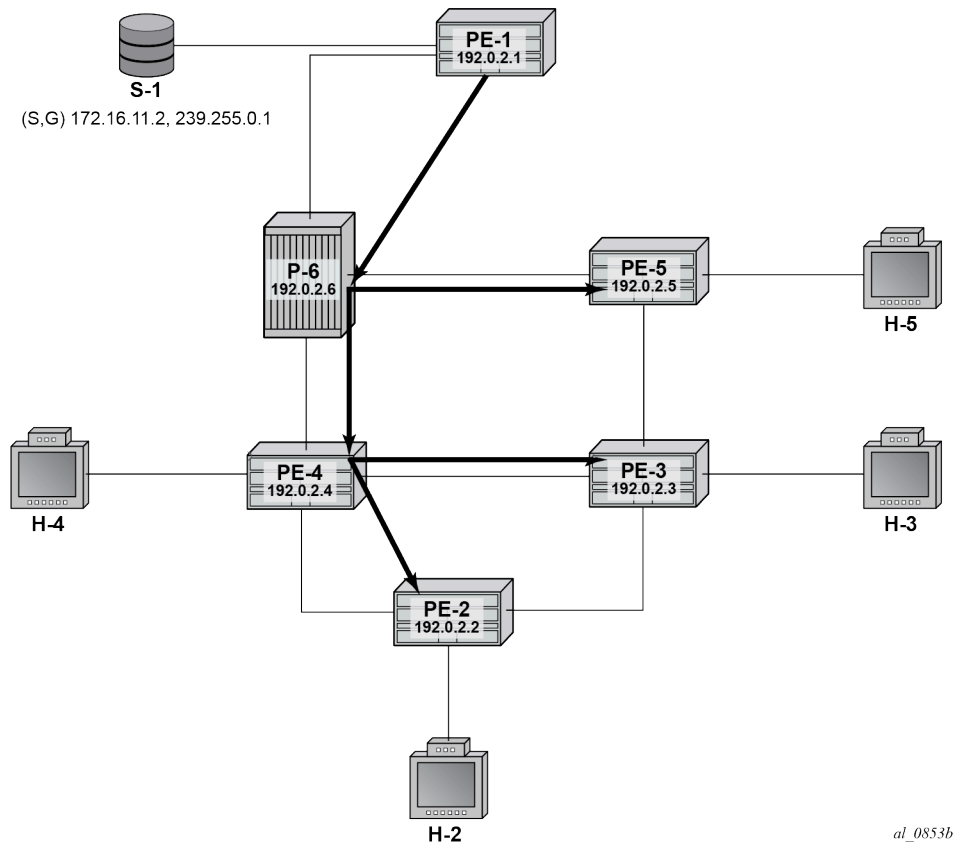 PE-1
192.0.2.1
S-1
(S,G) 172.16.11.2, 239.255.0.1
P-6
192.0.2.6
PE-5
192.0.2.5
H-5
PE-4
192.0.2.4
PE-3
192.0.2.3
H-4
H-3
PE-2
192.0.2.2
H-2
al_0853b